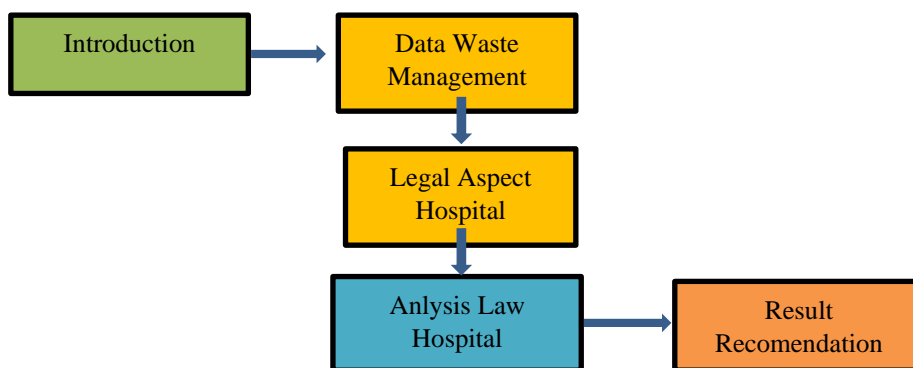 Introduction
Data Waste
Management
Legal Aspect
Hospital
Anlysis Law
Hospital
Result
Recomendation